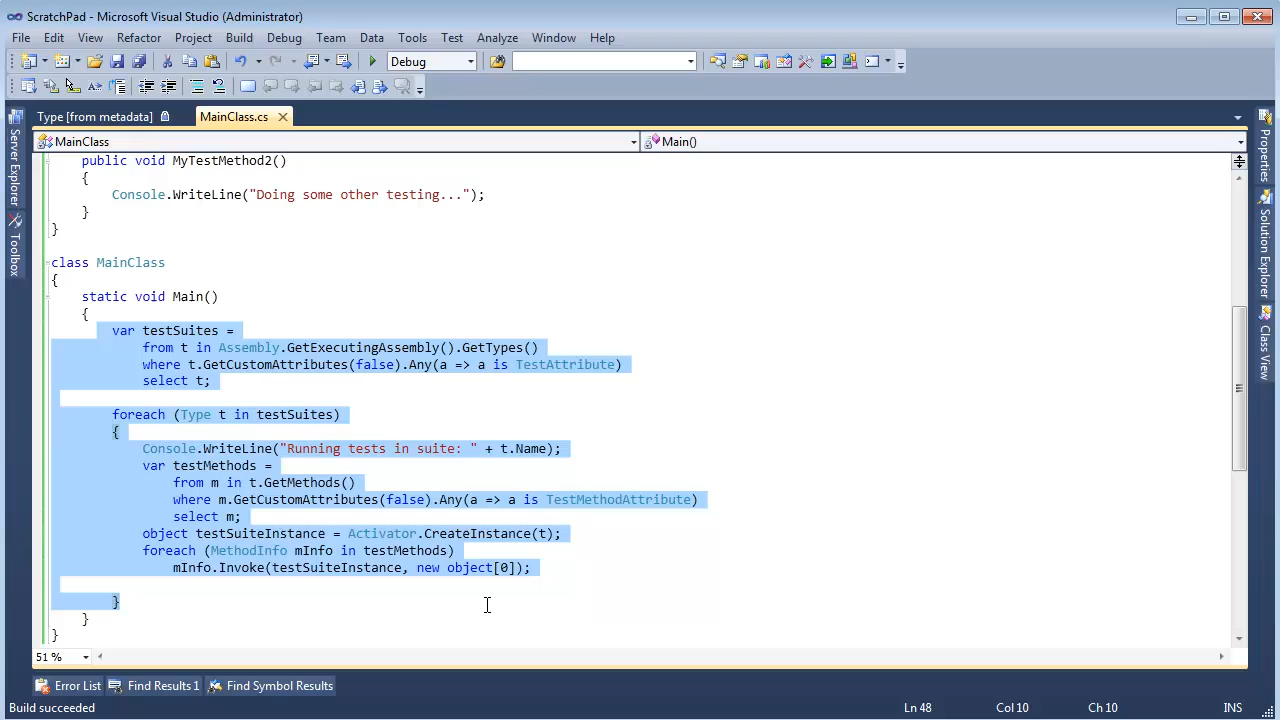 ScratchPad - Microsoft Visual Studio (Administrator)
File Edit View Refactor Project Build Debug Team Data Tools Test Analyze Window Help
Debug
Type [from metadata] MainClass.cs
MainClass Main()
public void MyTestMethod2()
{
Console.WriteLine("Doing some other testing...");
}
}
class MainClass
{
static void Main()
{
var testSuites =
from t in Assembly.GetExecutingAssembly().GetTypes()
where t.GetCustomAttributes(false).Any(a => a is TestAttribute)
select t;
foreach (Type t in testSuites)
{
Console.WriteLine("Running tests in suite: " + t.Name);
var testMethods =
from m in t.GetMethods()
where m.GetCustomAttributes(false).Any(a => a is TestMethodAttribute)
select m;
object testSuiteInstance = Activator.CreateInstance(t);
foreach (MethodInfo mInfo in testMethods)
mInfo.Invoke(testSuiteInstance, new object[0]);
}
}
}
51 %
Server Explorer
Toolbox
Properties
Solution Explorer
Class View
Error List Find Results 1 Find Symbol Results
Build succeeded Ln 48 Col 10 Ch 10 INS